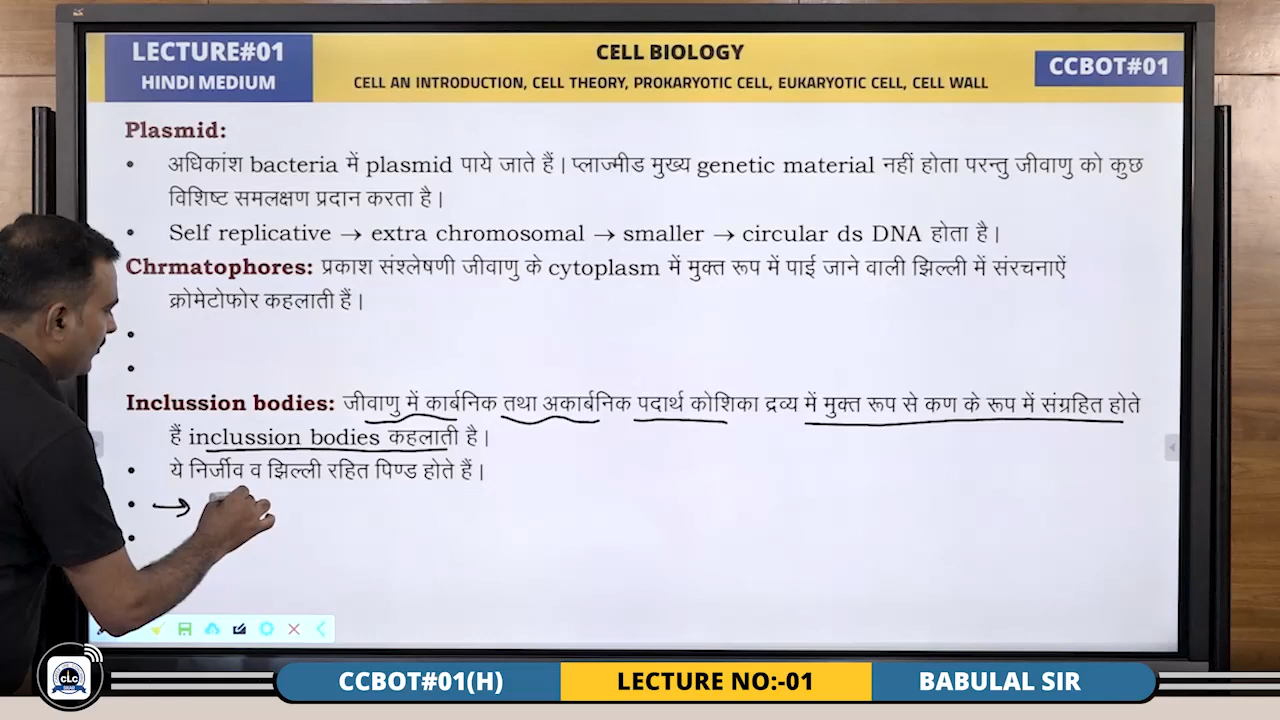 LECTURE#01
HINDI MEDIUM
CELL BIOLOGY
CELL AN INTRODUCTION, CELL THEORY, PROKARYOTIC CELL, EUKARYOTIC CELL, CELL WALL
CCBOT#01
Plasmid:
• अधिकांश bacteria में plasmid पाये जाते हैं। प्लाज्मीड मुख्य genetic material नहीं होता परन्तु जीवाणु को कुछ
विशिष्ट समलक्षण प्रदान करता है।
• Self replicative → extra chromosomal → smaller → circular ds DNA होता है।
Chrmatophores: प्रकाश संश्लेषणी जीवाणु के cytoplasm में मुक्त रूप में पाई जाने वाली झिल्ली में संरचनाऐं
क्रोमेटोफोर कहलाती हैं।
•
•
Inclussion bodies: जीवाणु में कार्बनिक तथा अकार्बनिक पदार्थ कोशिका द्रव्य में मुक्त रूप से कण के रूप में संग्रहित होते
हैं inclussion bodies कहलाती है।
• ये निर्जीव व झिल्ली रहित पिण्ड होते हैं।
• →
•
CLC
CCBOT#01(H)
LECTURE NO:-01
BABULAL SIR